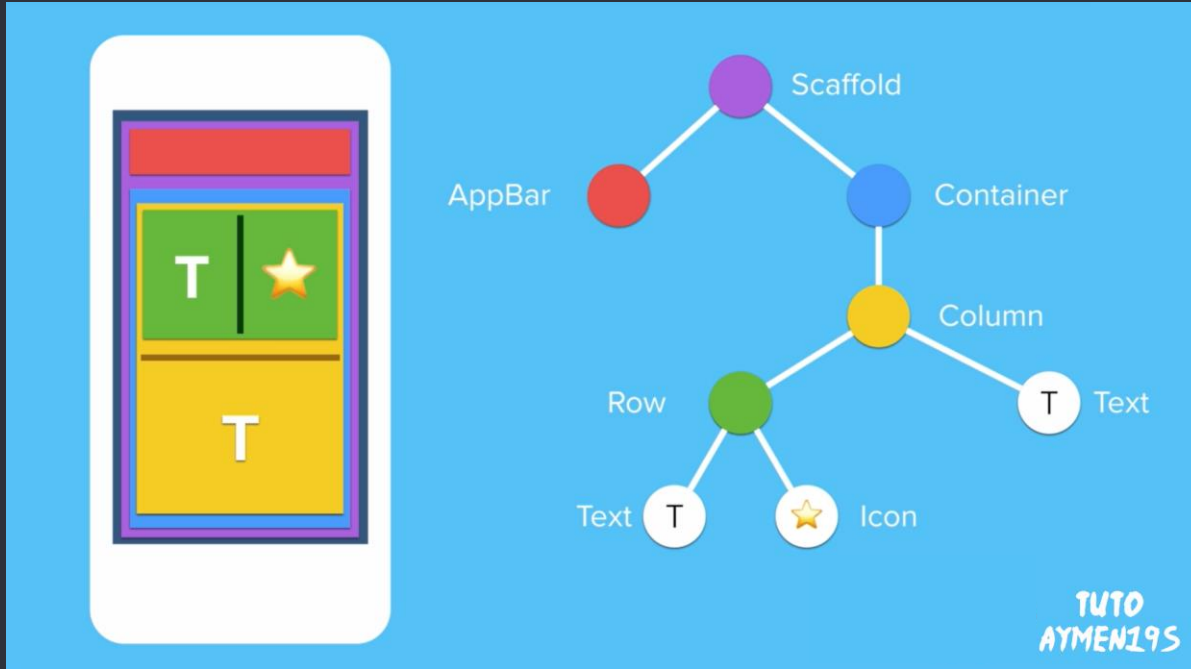 Scaffold
AppBar
Container
T
Column
T
Row
T Text
Text T
Icon
TUTO
AYMEN19S